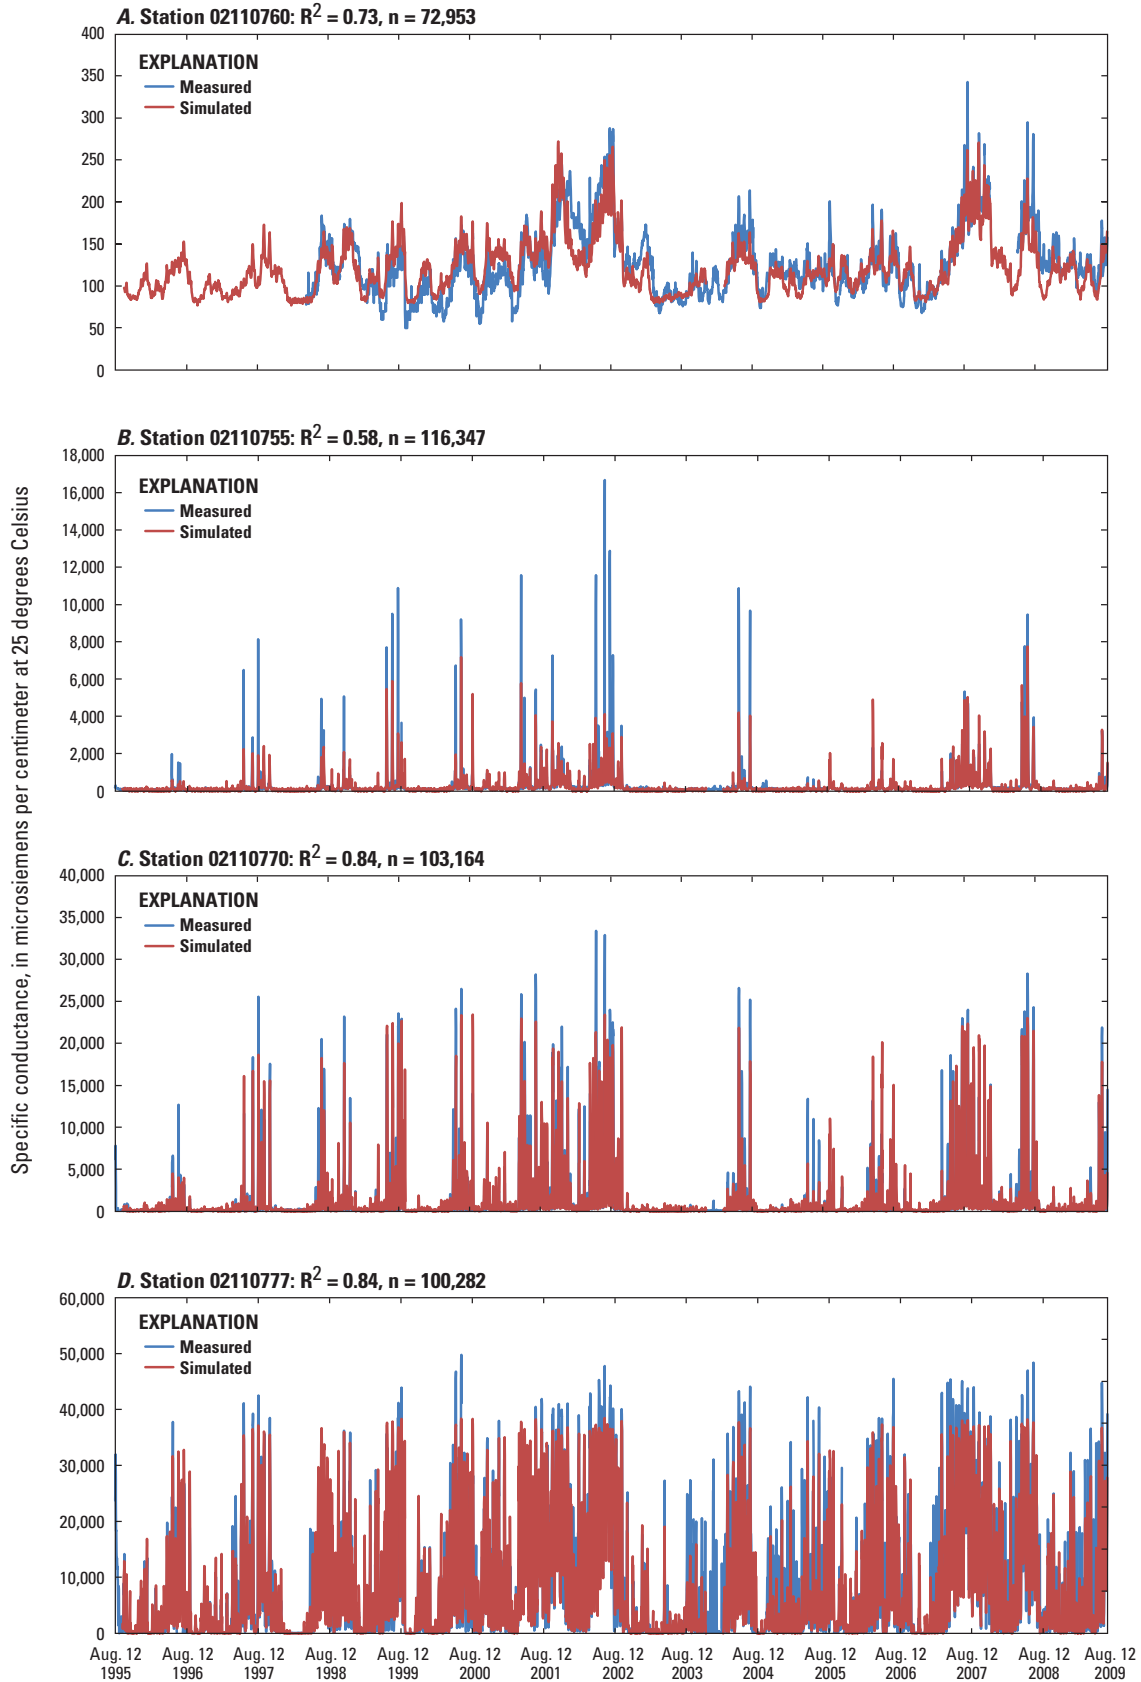 A. Station 02110760: R2 = 0.73, n = 72,953
400
350
300
250
200
150
100
50
0
EXPLANATION
Measured
Simulated
B. Station 02110755: R2 = 0.58, n = 116,347
18,000
16,000
14,000
12,000
10,000
8,000
6,000
4,000
2,000
0
EXPLANATION
Measured
Simulated
Specific conductance, in microsiemens per centimeter at 25 degrees Celsius
C. Station 02110770: R2 = 0.84, n = 103,164
40,000
35,000
30,000
25,000
20,000
15,000
10,000
5,000
0
EXPLANATION
Measured
Simulated
D. Station 02110777: R2 = 0.84, n = 100,282
60,000
50,000
40,000
30,000
20,000
10,000
0
EXPLANATION
Measured
Simulated
Aug. 12 Aug. 12 Aug. 12 Aug. 12 Aug. 12 Aug. 12 Aug. 12 Aug. 12 Aug. 12 Aug. 12 Aug. 12 Aug. 12 Aug. 12 Aug. 12 Aug. 12
1995 1996 1997 1998 1999 2000 2001 2002 2003 2004 2005 2006 2007 2008 2009